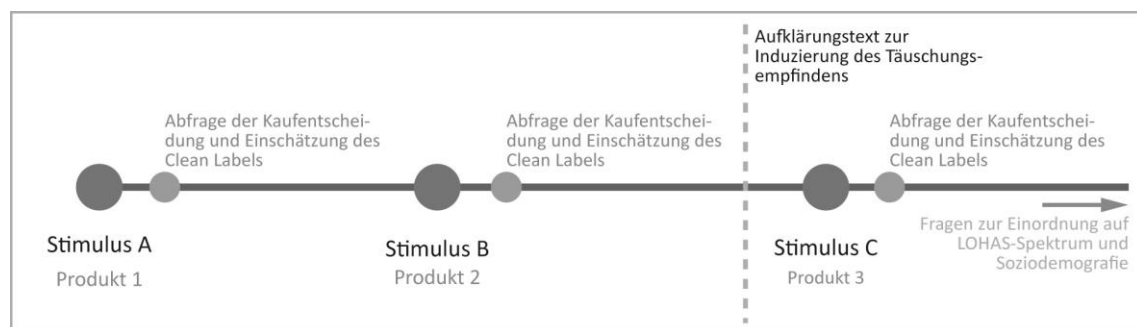 Aufklärungstext zur
Induzierung des Täuschungs-
empfindens
Abfrage der Kaufentschei-
dung und Einschätzung des
Clean Labels
Abfrage der Kaufentschei-
dung und Einschätzung des
Clean Labels
Abfrage der Kaufentschei-
dung und Einschätzung des
Clean Labels
Stimulus A
Produkt 1
Stimulus B
Produkt 2
Stimulus C
Produkt 3
Fragen zur Einordnung auf
LOHAS-Spektrum und
Soziodemografie